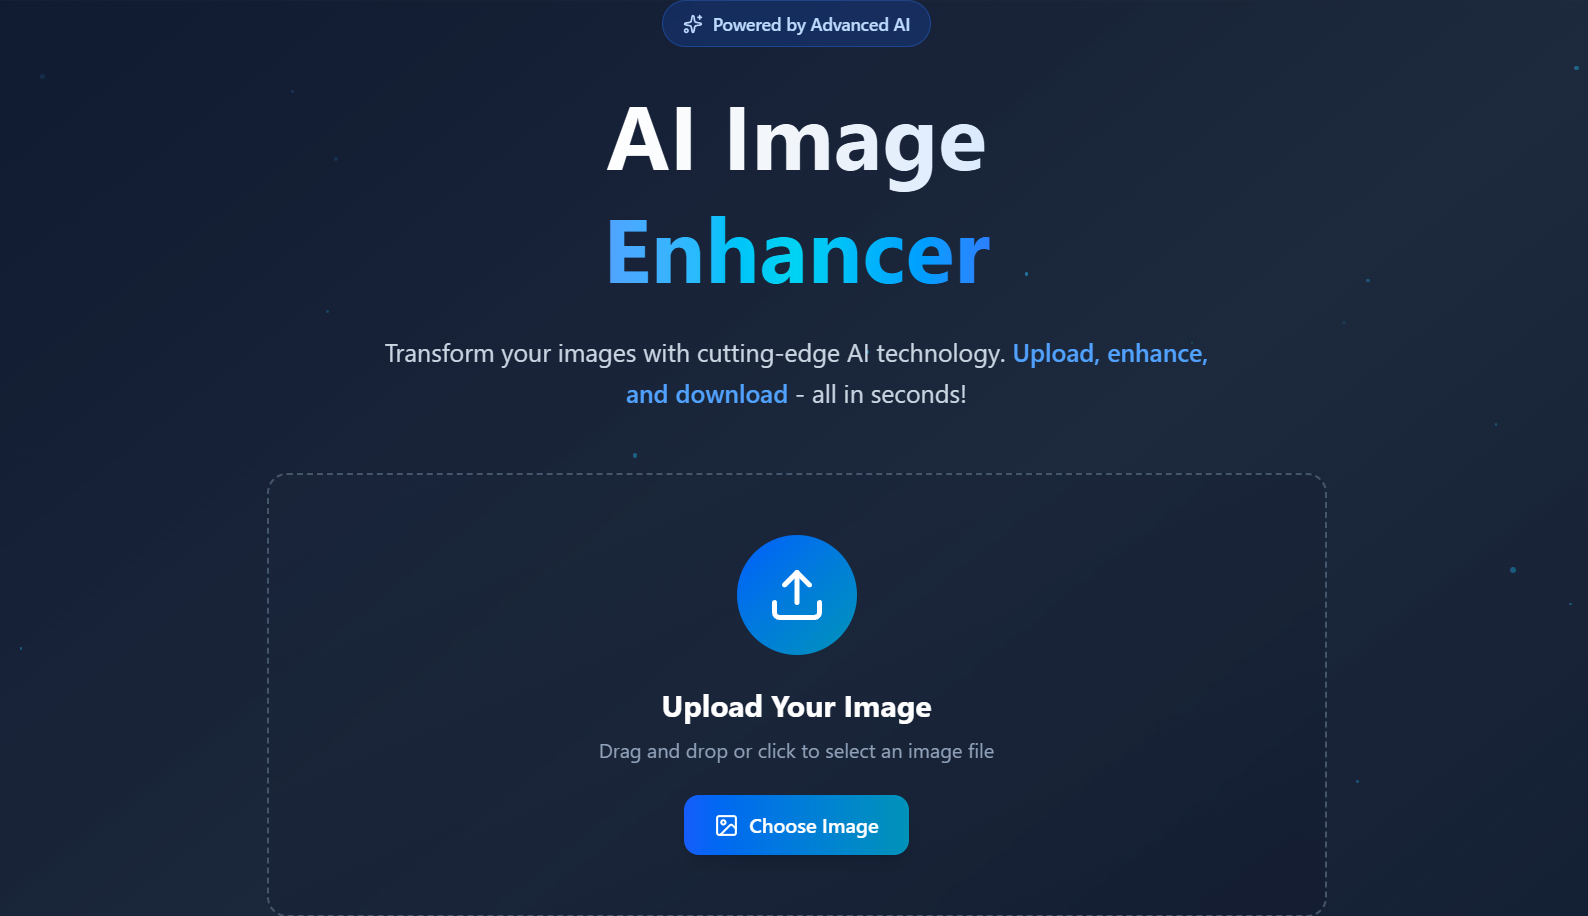 Powered by Advanced AI
AI Image
Enhancer
Transform your images with cutting-edge AI technology. Upload, enhance,
and download - all in seconds!
Upload Your Image
Drag and drop or click to select an image file
Choose Image